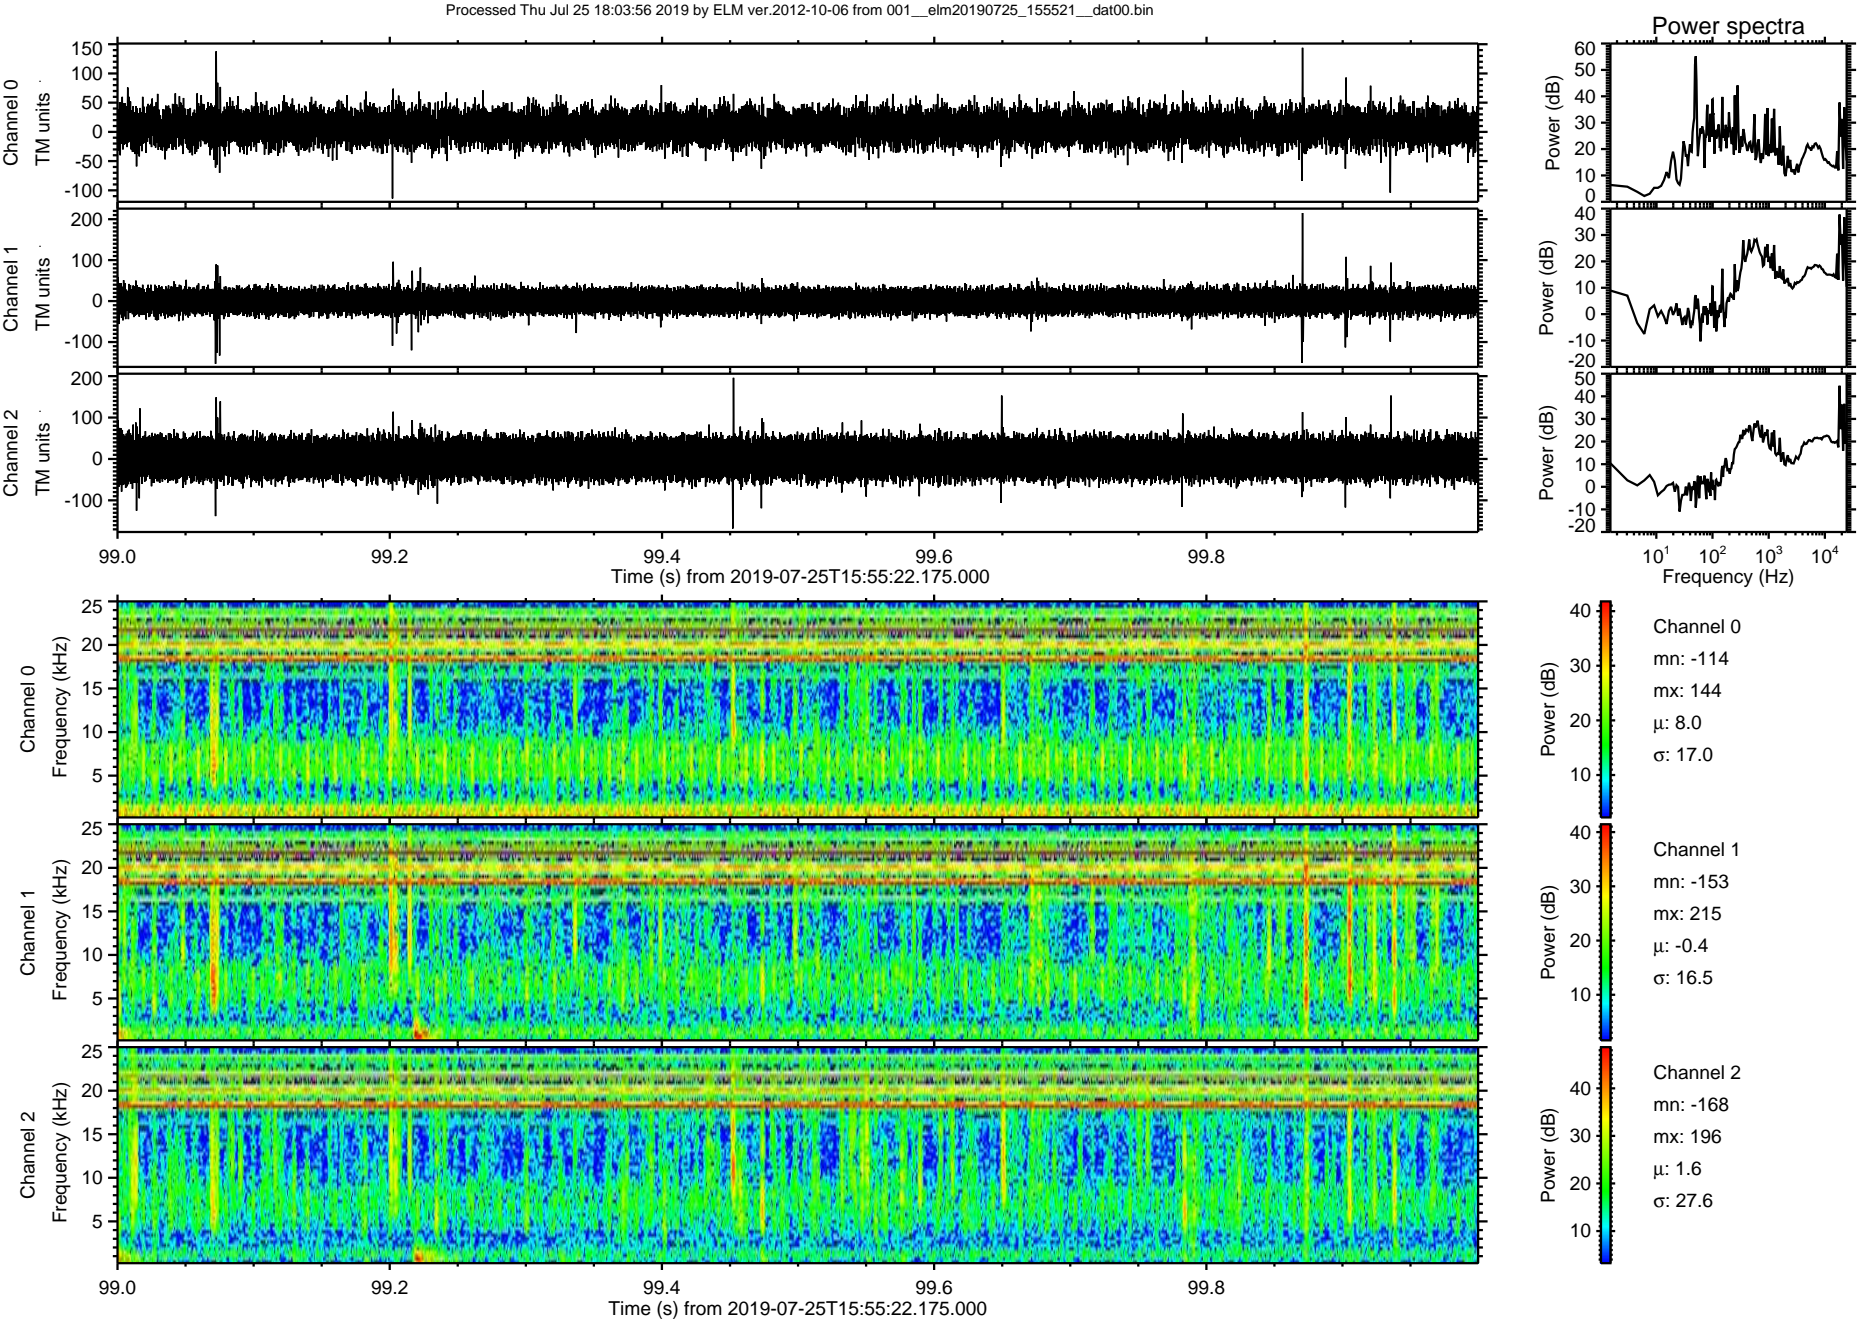 Processed Thu Jul 25 18:03:56 2019 by ELM ver.2012-10-06 from 001__elm20190725_155521__dat00.bin
Power spectra
Channel 0
TM units
150
100
50
0
-50
-100
Power (dB)
60
50
40
30
20
10
0
Channel 1
TM units
200
100
0
-100
Power (dB)
40
30
20
10
0
-10
-20
Channel 2
TM units
200
100
0
-100
Power (dB)
50
40
30
20
10
0
-10
-20
99.0 99.2 99.4 99.6 99.8
Time (s) from 2019-07-25T15:55:22.175.000
10¹ 10² 10³ 10⁴
Frequency (Hz)
Channel 0
Frequency (kHz)
25
20
15
10
5
Power (dB)
40
30
20
10
Channel 0
mn: -114
mx: 144
μ: 8.0
σ: 17.0
Channel 1
Frequency (kHz)
25
20
15
10
5
Power (dB)
40
30
20
10
Channel 1
mn: -153
mx: 215
μ: -0.4
σ: 16.5
Channel 2
Frequency (kHz)
25
20
15
10
5
Power (dB)
40
30
20
10
Channel 2
mn: -168
mx: 196
μ: 1.6
σ: 27.6
99.0 99.2 99.4 99.6 99.8
Time (s) from 2019-07-25T15:55:22.175.000